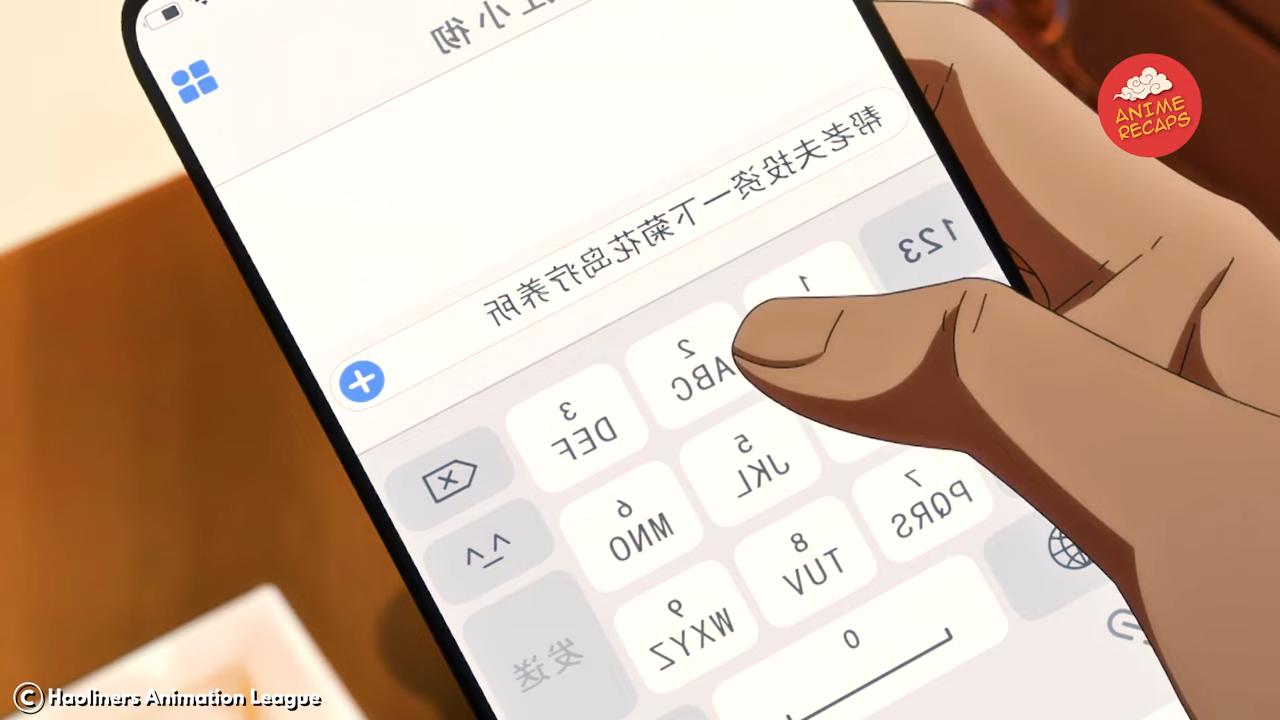 江小彻
帮老夫投资一下菊花岛疗养所
123
1
2
ABC
3
DEF
5
JKL
6
MNO
7
PQRS
8
TUV
9
WXYZ
0
发送
ANIME
RECAPS
© Haoliners Animation League